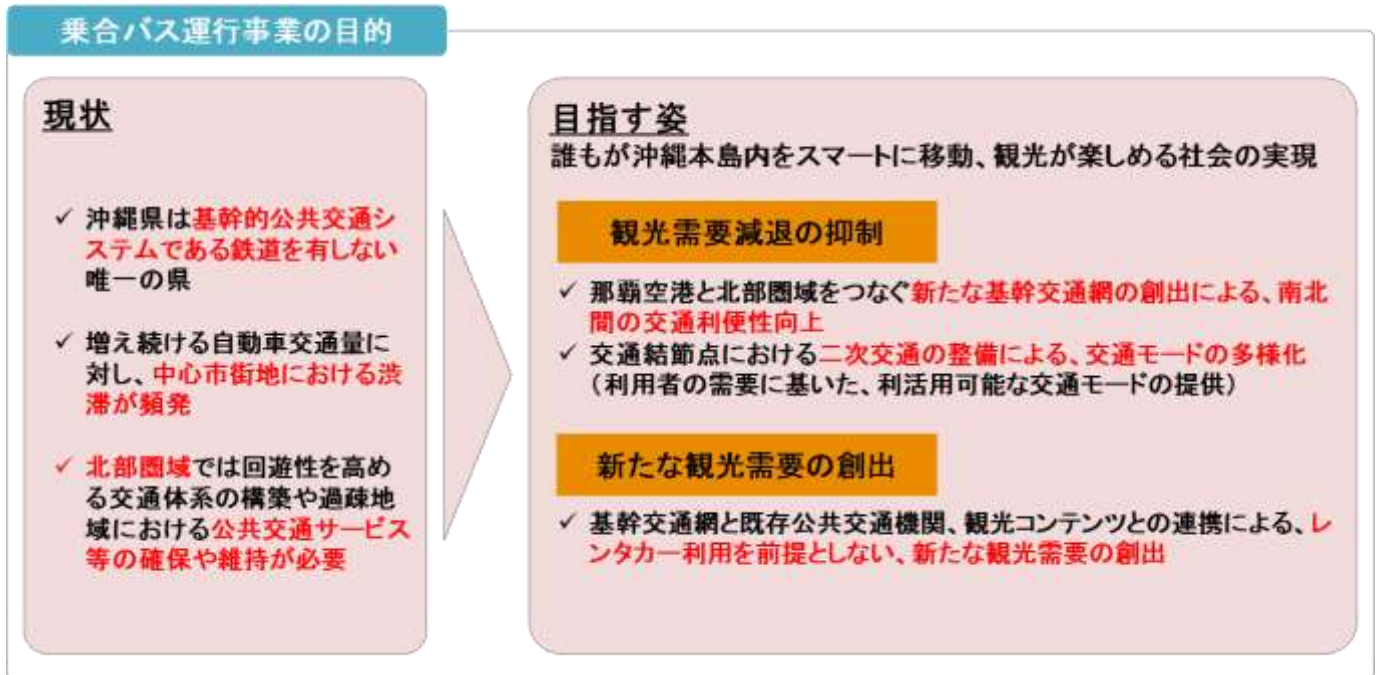 乗合バス運行事業の目的
現状
✓ 沖縄県は基幹的公共交通シ
ステムである鉄道を有しない
唯一の県
✓ 増え続ける自動車交通量に
対し、中心市街地における渋
滞が頻発
✓ 北部圏域では回遊性を高め
る交通体系の構築や過疎地
域における公共交通サービス
等の確保や維持が必要
目指す姿
誰もが沖縄本島内をスマートに移動、観光が楽しめる社会の実現
観光需要減退の抑制
✓ 那覇空港と北部圏域をつなぐ新たな基幹交通網の創出による、南北
間の交通利便性向上
✓ 交通結節点における二次交通の整備による、交通モードの多様化
（利用者の需要に基いた、利活用可能な交通モードの提供）
新たな観光需要の創出
✓ 基幹交通網と既存公共交通機関、観光コンテンツとの連携による、レ
ンタカー利用を前提としない、新たな観光需要の創出